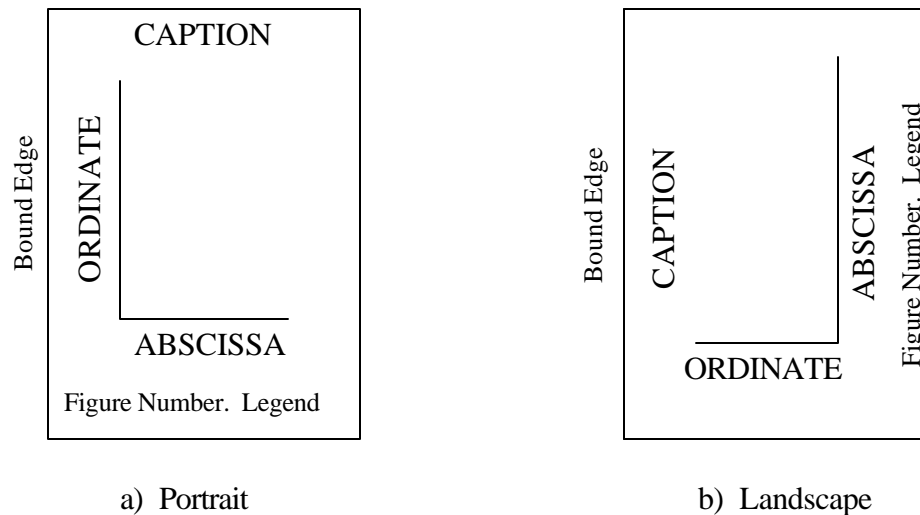 CAPTION
Bound Edge
ORDINATE
ABSCISSA
Figure Number. Legend
a) Portrait
Bound Edge
CAPTION
ABSCISSA
Figure Number. Legend
ORDINATE
b) Landscape